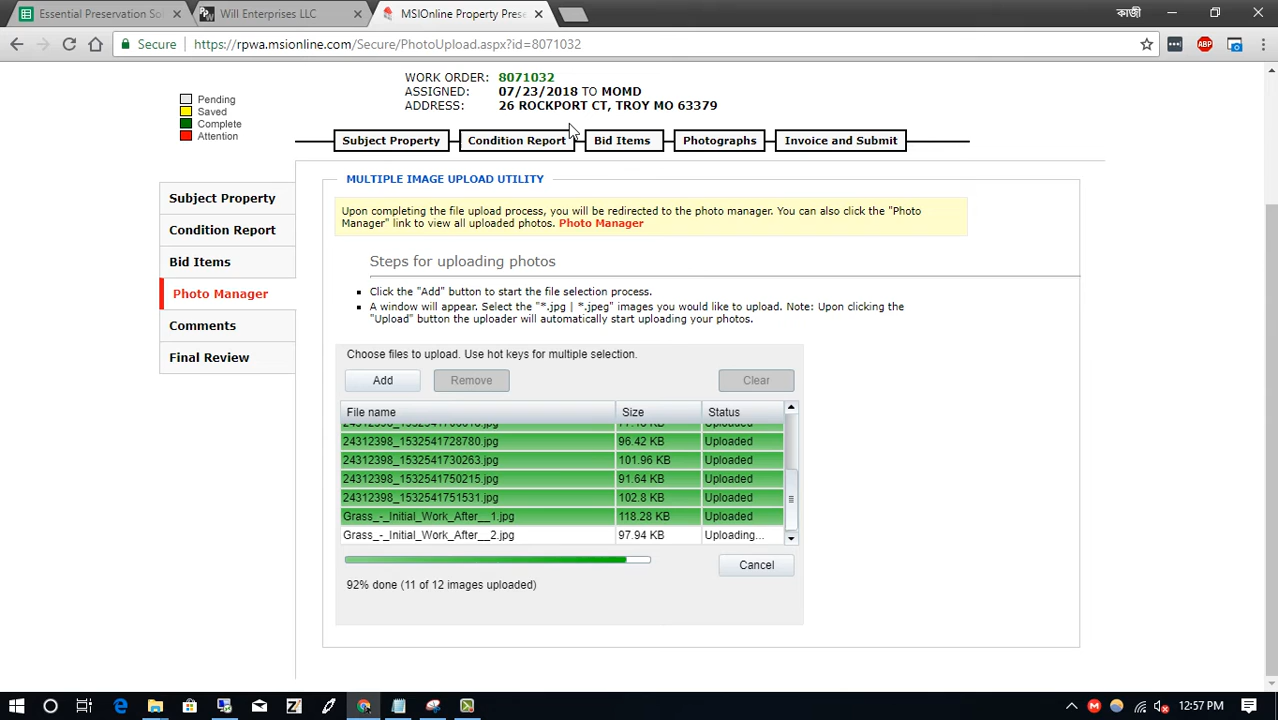 Essential Preservation Sol
Will Enterprises LLC
MSIOnline Property Prese
কাজী
Secure
https://rpwa.msionline.com/Secure/PhotoUpload.aspx?id=8071032
ABP
WORK ORDER: 8071032
ASSIGNED: 07/23/2018 TO MOMD
ADDRESS: 26 ROCKPORT CT, TROY MO 63379
Pending
Saved
Complete
Attention
Subject Property
Condition Report
Bid Items
Photographs
Invoice and Submit
Subject Property
Condition Report
Bid Items
Photo Manager
Comments
Final Review
MULTIPLE IMAGE UPLOAD UTILITY
Upon completing the file upload process, you will be redirected to the photo manager. You can also click the "Photo
Manager" link to view all uploaded photos. Photo Manager
Steps for uploading photos
Click the "Add" button to start the file selection process.
A window will appear. Select the "*.jpg | *.jpeg" images you would like to upload. Note: Upon clicking the
"Upload" button the uploader will automatically start uploading your photos.
Choose files to upload. Use hot keys for multiple selection.
Add
Remove
Clear
File name Size Status
24312398_1532541728780.jpg 96.42 KB Uploaded
24312398_1532541730263.jpg 101.96 KB Uploaded
24312398_1532541750215.jpg 91.64 KB Uploaded
24312398_1532541751531.jpg 102.8 KB Uploaded
Grass_-_Initial_Work_After__1.jpg 118.28 KB Uploaded
Grass_-_Initial_Work_After__2.jpg 97.94 KB Uploading...
Cancel
92% done (11 of 12 images uploaded)
12:57 PM